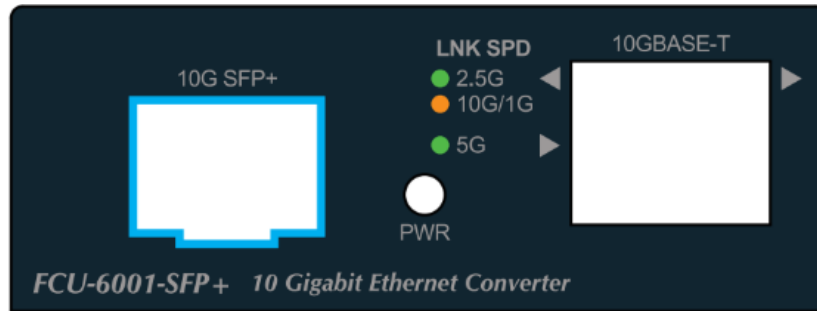 LNK SPD
10GBASE-T
10G SFP+
2.5G
10G/1G
5G
PWR
FCU-6001-SFP+ 10 Gigabit Ethernet Converter